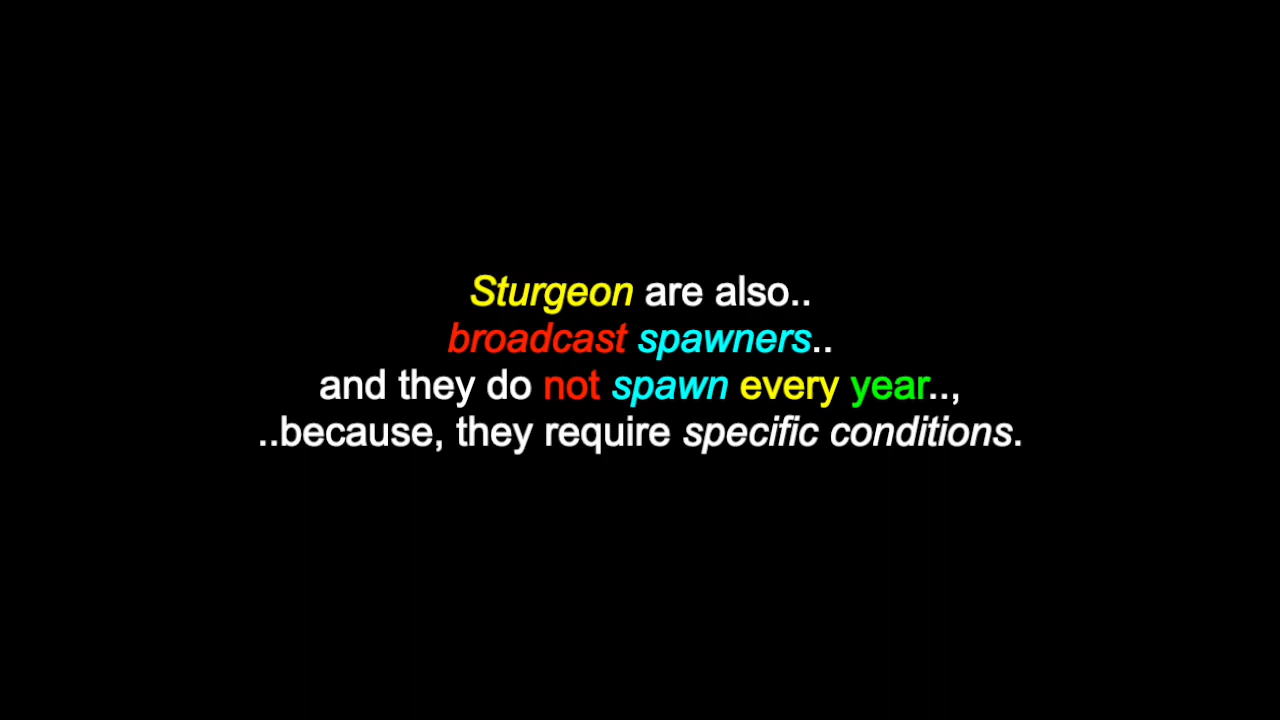 Sturgeon are also..
broadcast spawners..
and they do not spawn every year..,
..because, they require specific conditions.